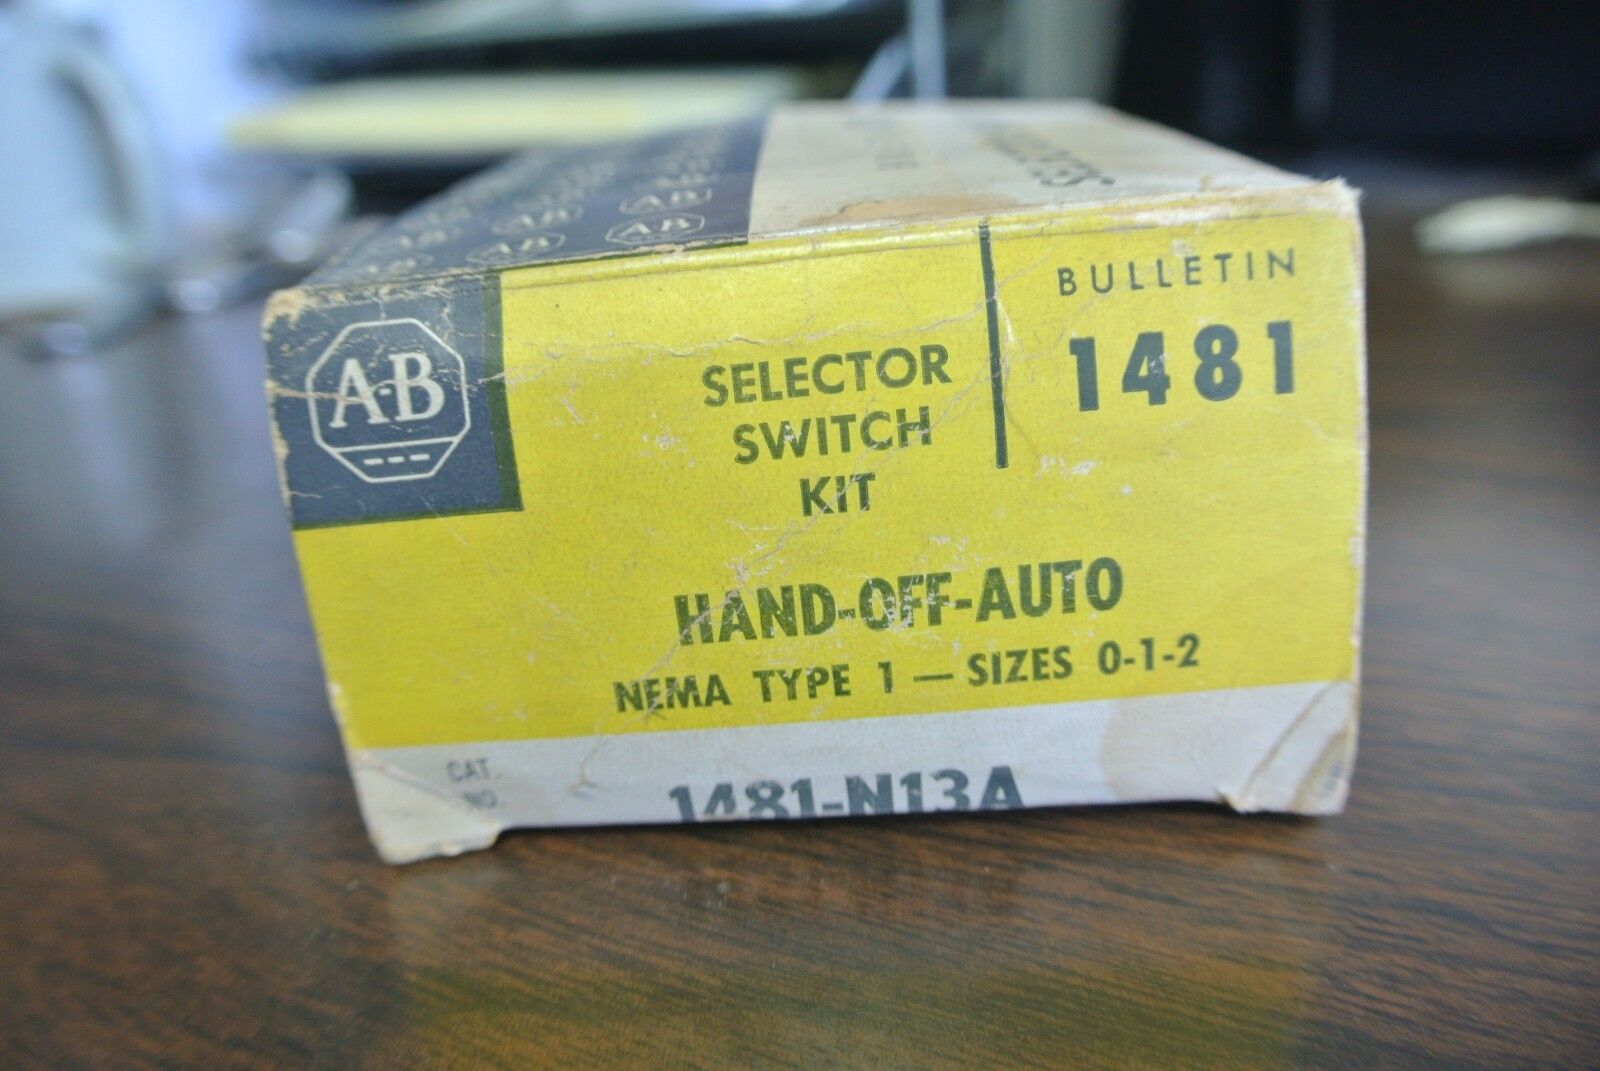 A-B
A-B
A-B
A-B
A-B
BULLETIN
1481
SELECTOR
SWITCH
KIT
HAND-OFF-AUTO
NEMA TYPE 1 — SIZES 0-1-2
CAT.
NO.
1481-N13A